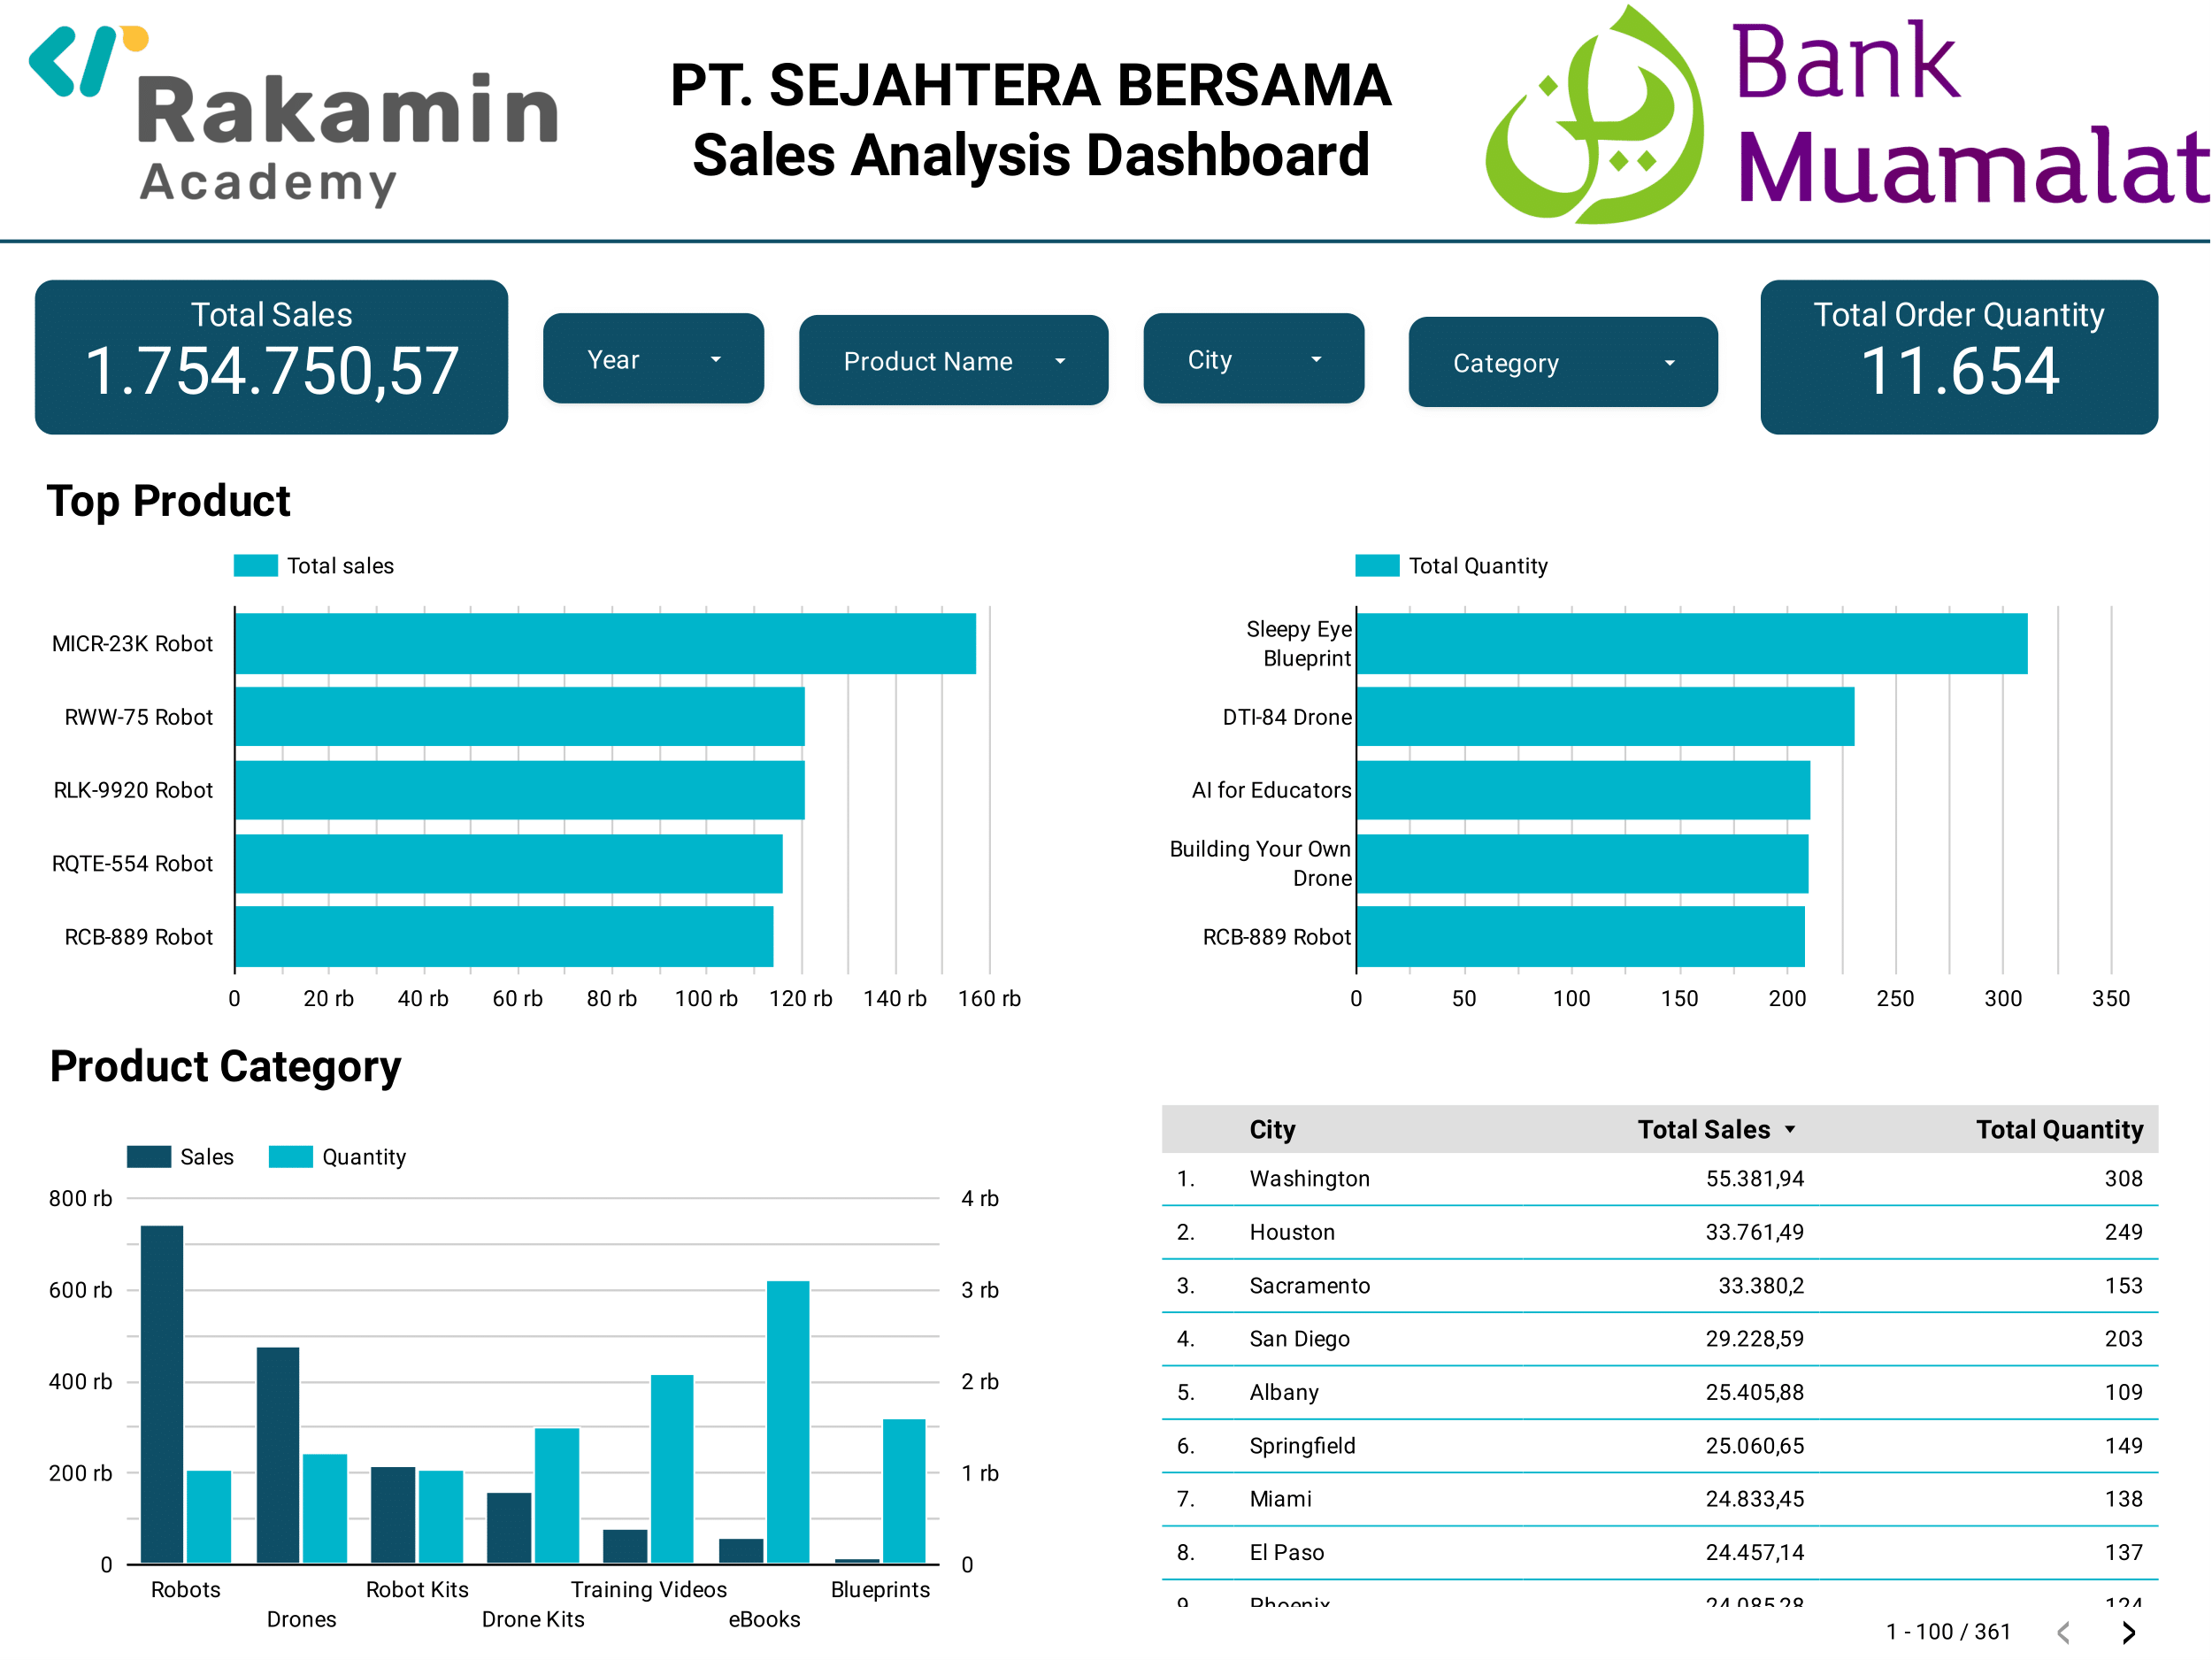 Rakamin
Academy
PT. SEJAHTERA BERSAMA
Sales Analysis Dashboard
Bank
Muamalat
Total Sales
1.754.750,57
Year
Product Name
City
Category
Total Order Quantity
11.654
Top Product
Total sales
MICR-23K Robot
RWW-75 Robot
RLK-9920 Robot
RQTE-554 Robot
RCB-889 Robot
0 20 rb 40 rb 60 rb 80 rb 100 rb 120 rb 140 rb 160 rb
Total Quantity
Sleepy Eye
Blueprint
DTI-84 Drone
AI for Educators
Building Your Own
Drone
RCB-889 Robot
0 50 100 150 200 250 300 350
Product Category
Sales Quantity
800 rb 4 rb
600 rb 3 rb
400 rb 2 rb
200 rb 1 rb
0 0
Robots Robot Kits Training Videos Blueprints
Drones Drone Kits eBooks
City Total Sales Total Quantity
1. Washington 55.381,94 308
2. Houston 33.761,49 249
3. Sacramento 33.380,2 153
4. San Diego 29.228,59 203
5. Albany 25.405,88 109
6. Springfield 25.060,65 149
7. Miami 24.833,45 138
8. El Paso 24.457,14 137
9. Phoenix 24.085,28 124
1 - 100 / 361